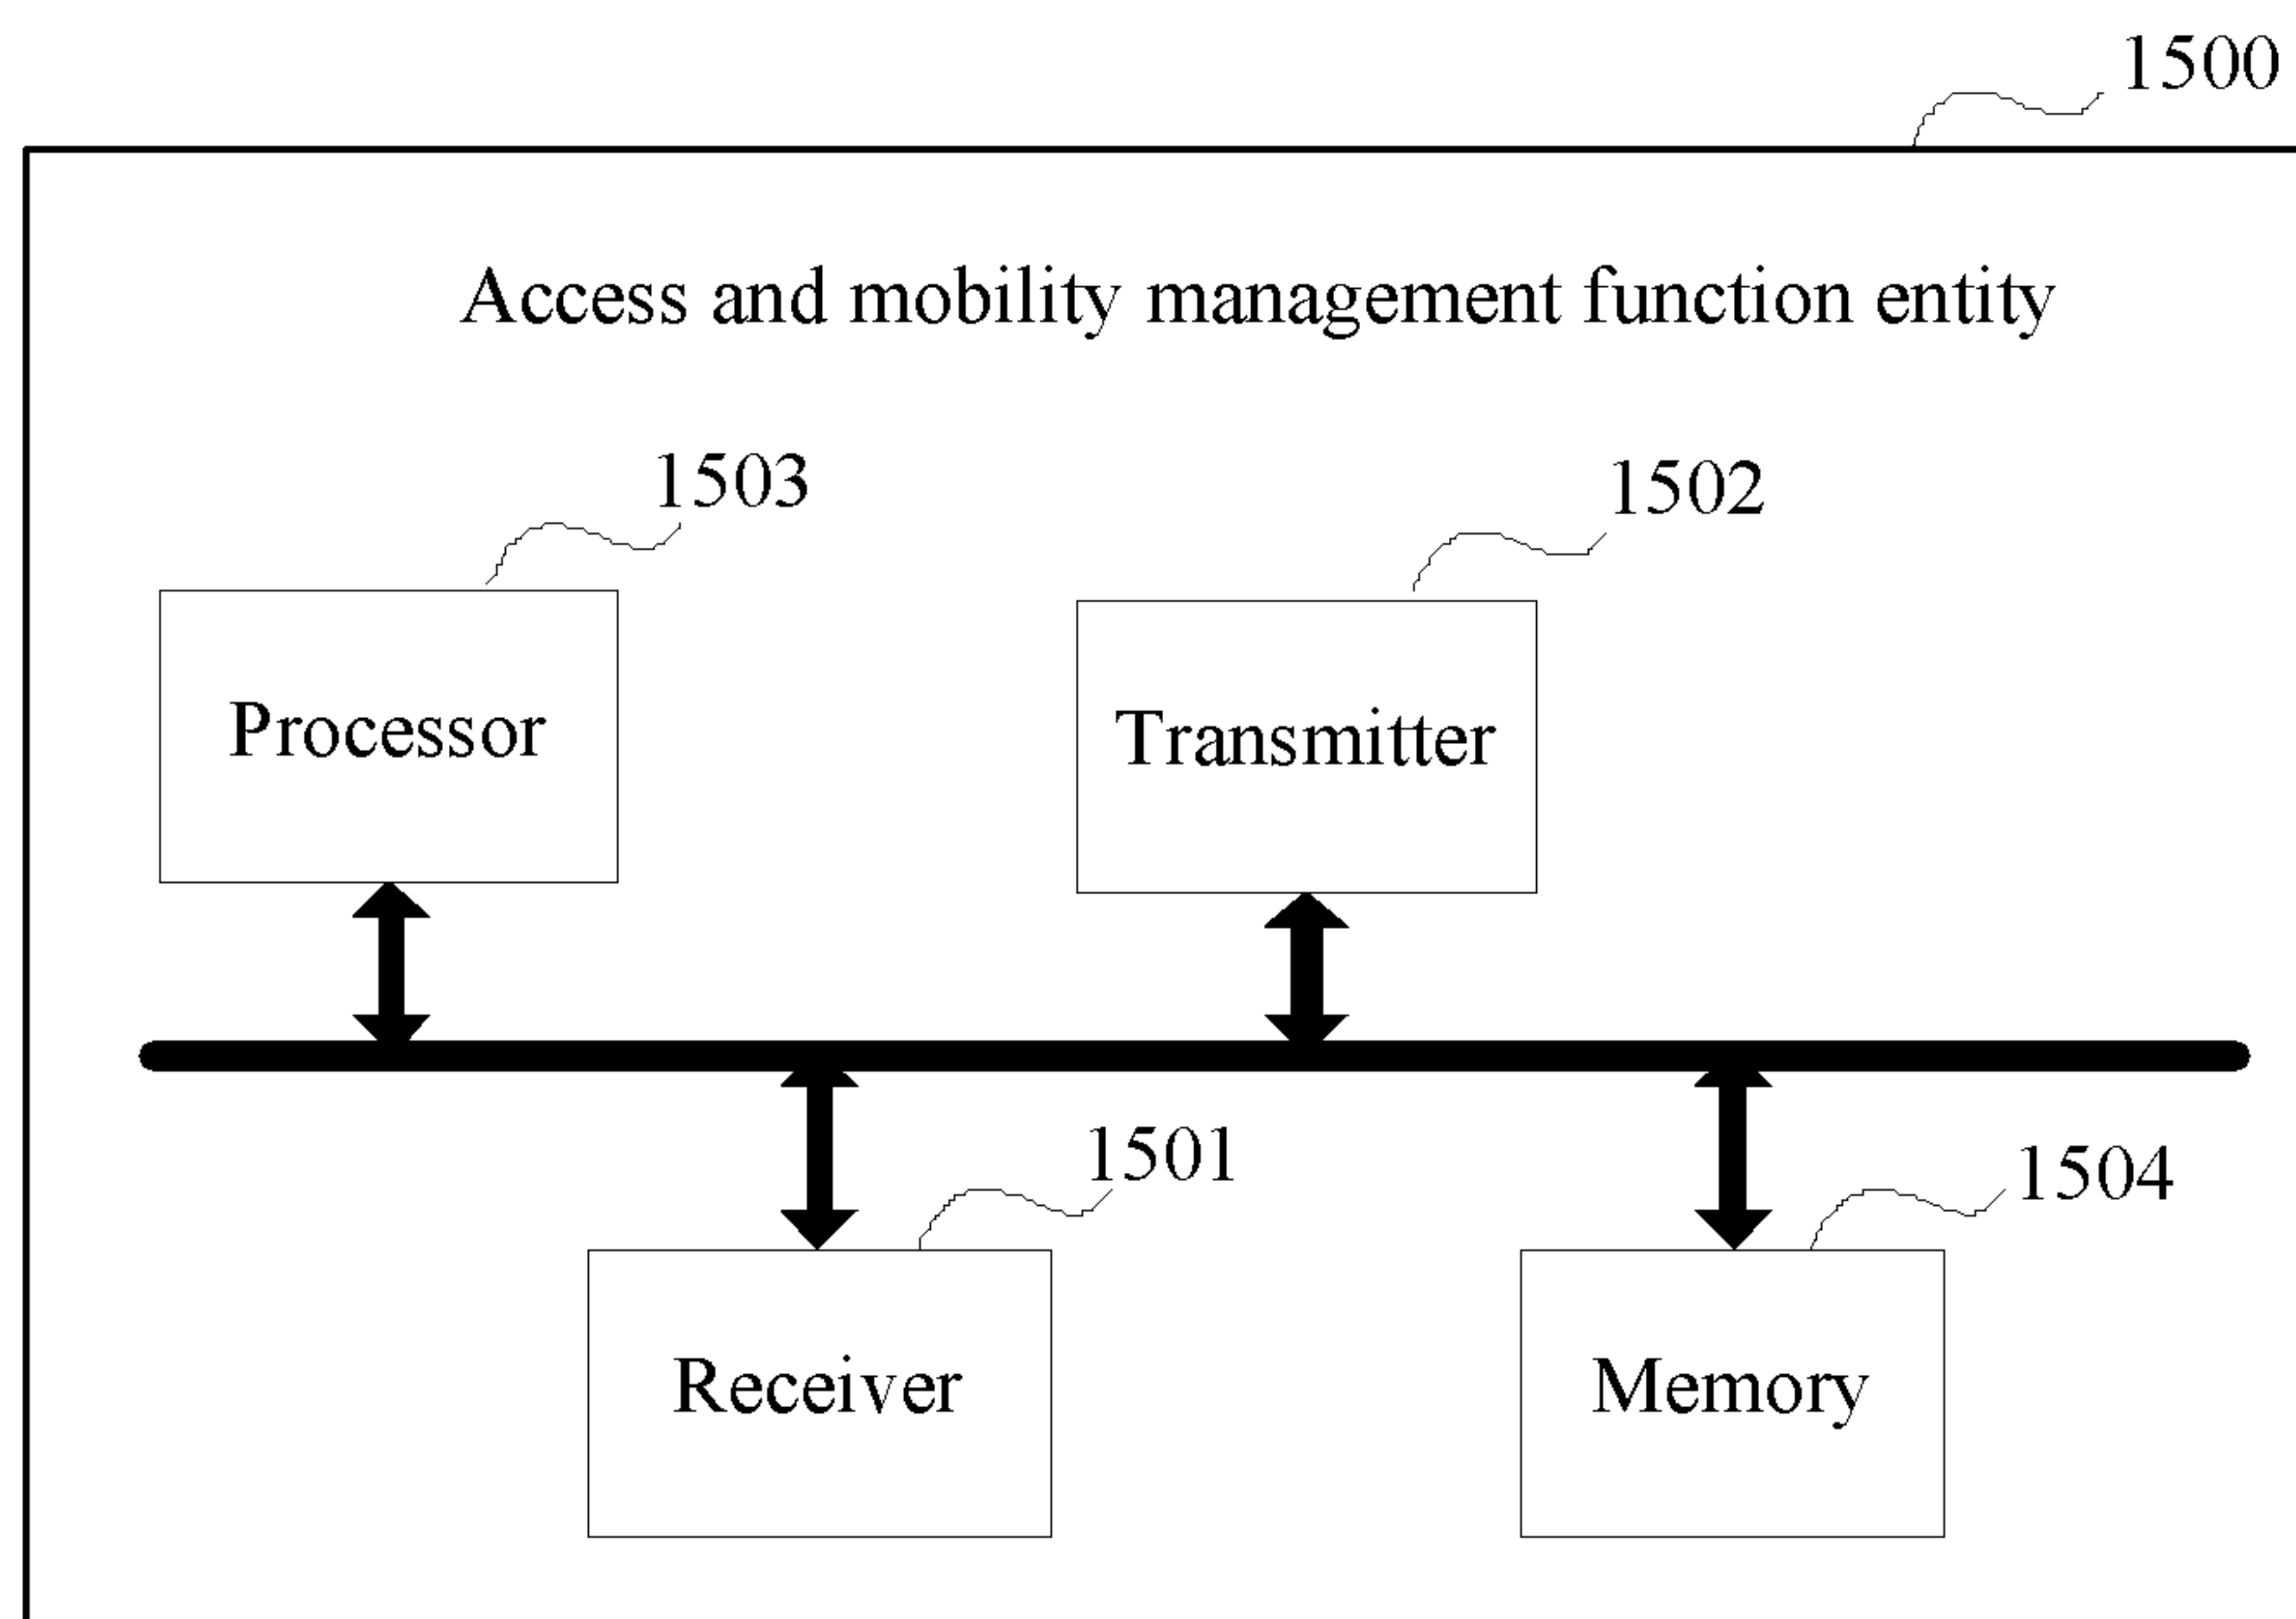 1500
Access and mobility management function entity
1503
1502
Processor
Transmitter
1501
1504
Receiver
Memory